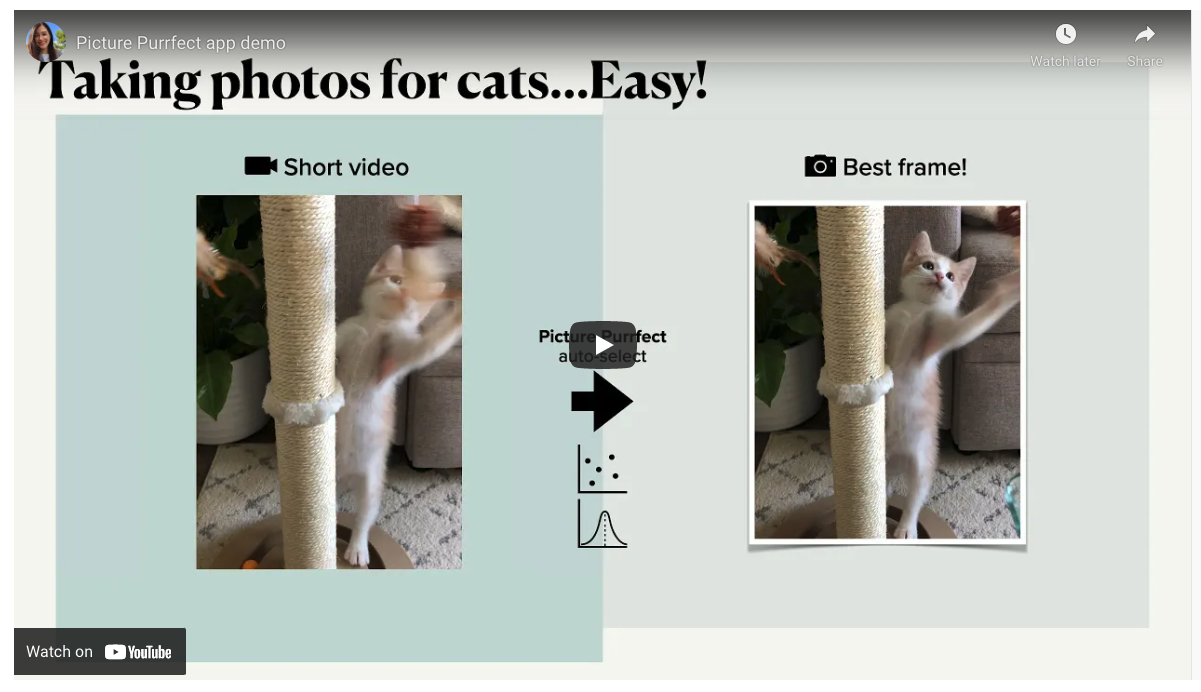 Picture Purrfect app demo
Watch later
Share
Taking photos for cats...Easy!
Short video
Best frame!
Picture Purrfect
auto-select
Watch on YouTube